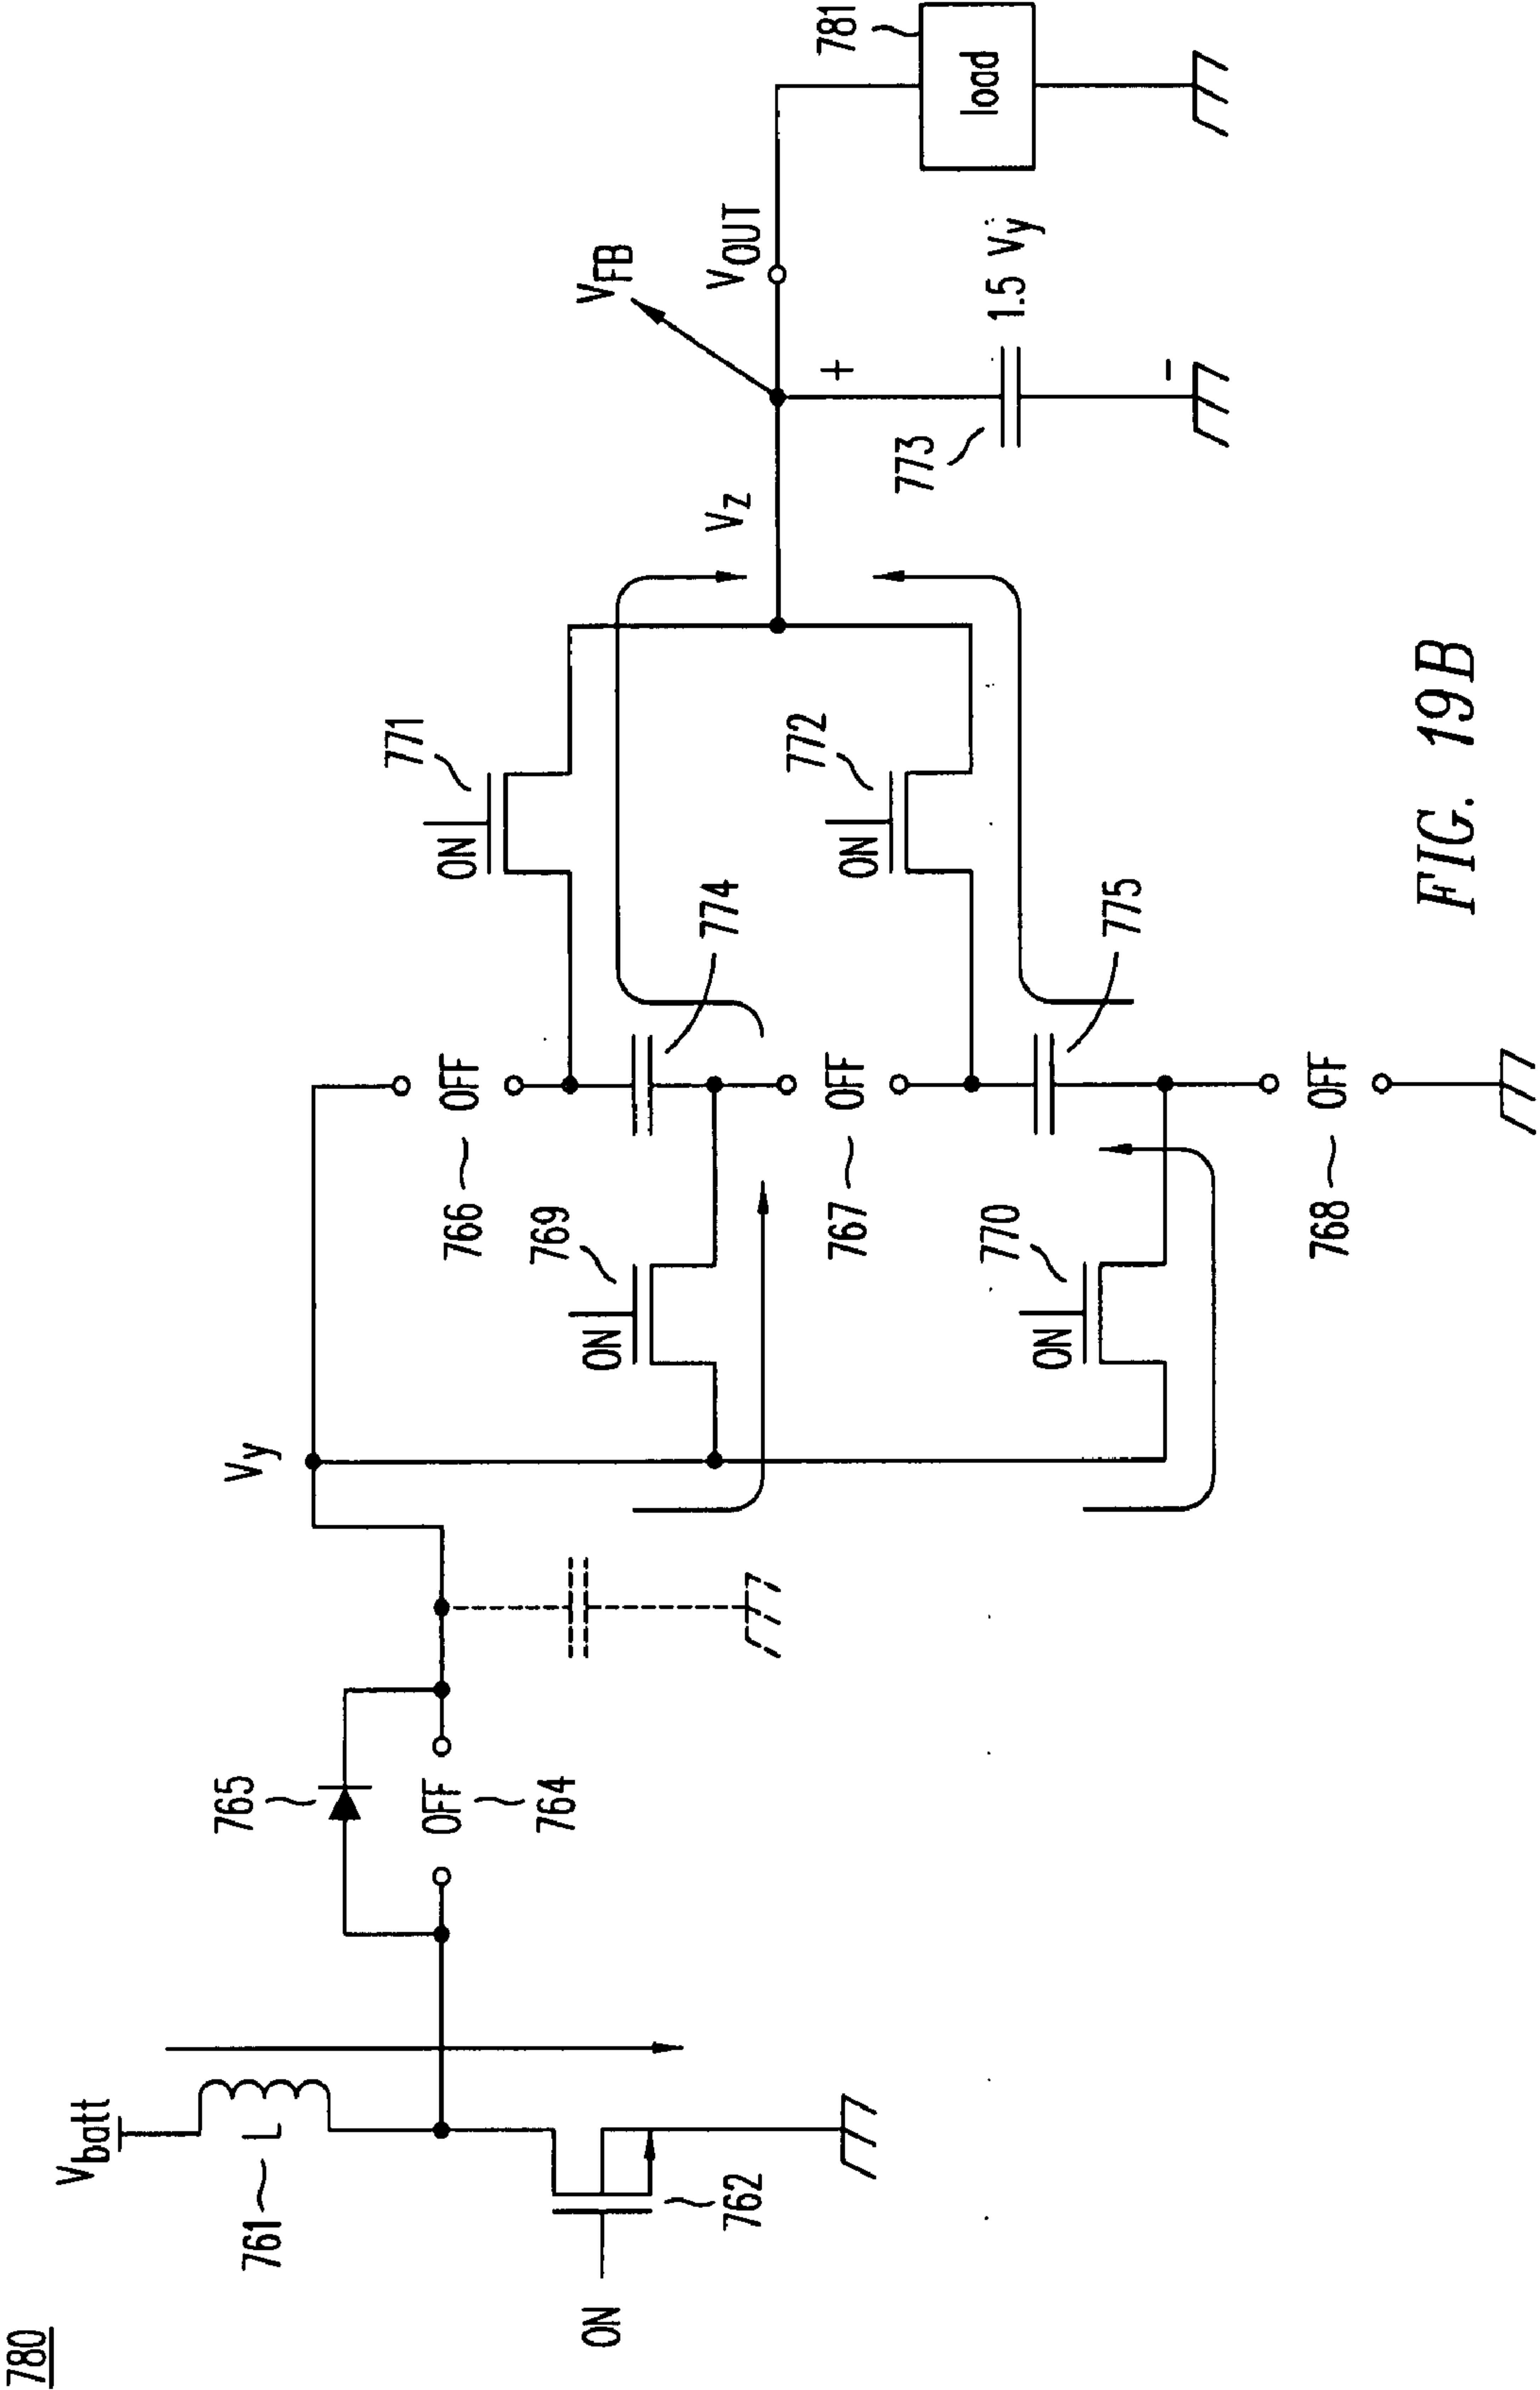 780
Vbatt
761
L
ON
762
765
OFF
764
Vy
766
OFF
769
ON
774
771
ON
767
OFF
770
ON
775
772
ON
768
OFF
Vz
VFB
VOUT
773
+
-
1.5 Vy
781
load
FIG. 19B